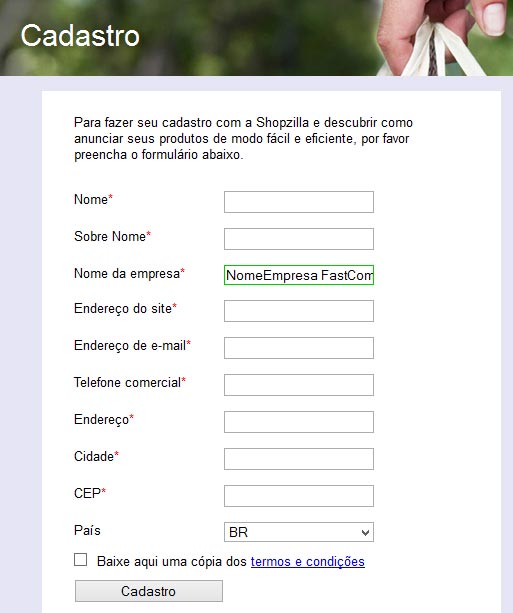 Cadastro
Para fazer seu cadastro com a Shopzilla e descubrir como
anunciar seus produtos de modo fácil e eficiente, por favor
preencha o formulário abaixo.
Nome*
Sobre Nome*
Nome da empresa* NomeEmpresa FastCom
Endereço do site*
Endereço de e-mail*
Telefone comercial*
Endereço*
Cidade*
CEP*
País BR
Baixe aqui uma cópia dos termos e condições
Cadastro